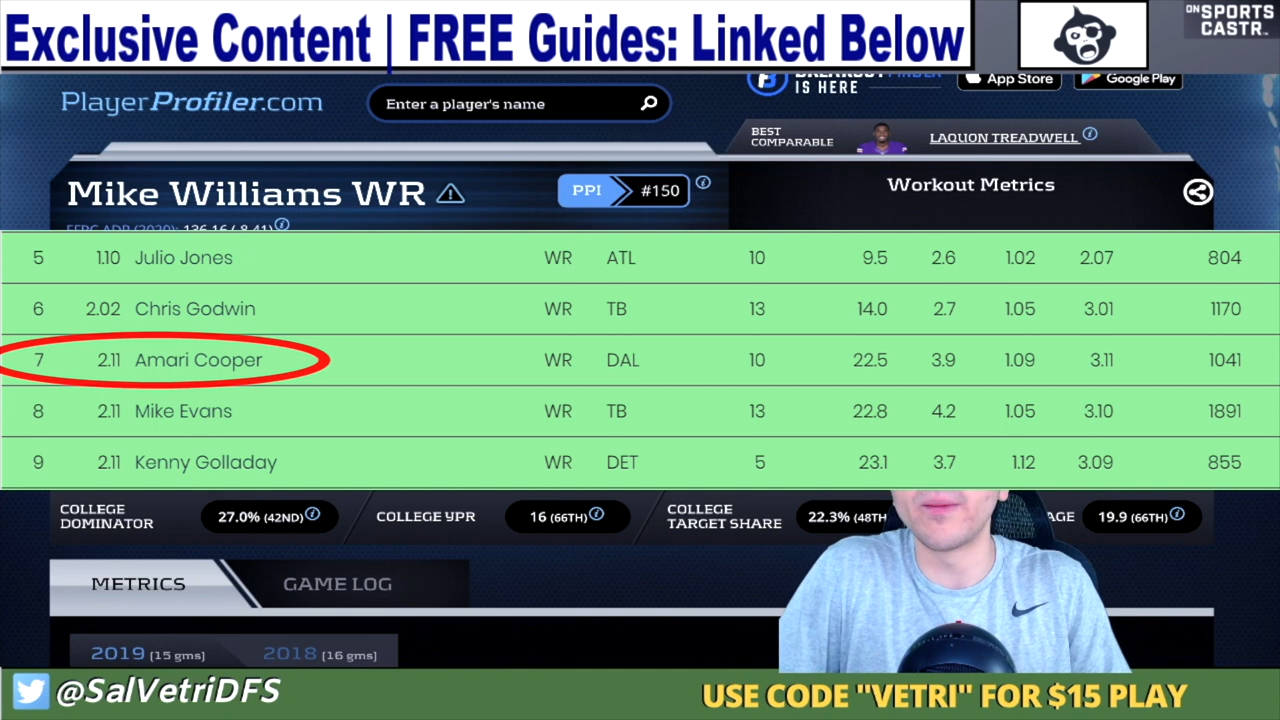 Exclusive Content | FREE Guides: Linked Below
ON SPORTS
CASTR
PlayerProfiler.com
Enter a player's name
IS HERE
App Store
Google Play
BEST
COMPARABLE
LAQUON TREADWELL
Mike Williams WR
PPI
#150
Workout Metrics
5 1.10 Julio Jones WR ATL 10 9.5 2.6 1.02 2.07 804
6 2.02 Chris Godwin WR TB 13 14.0 2.7 1.05 3.01 1170
7 2.11 Amari Cooper WR DAL 10 22.5 3.9 1.09 3.11 1041
8 2.11 Mike Evans WR TB 13 22.8 4.2 1.05 3.10 1891
9 2.11 Kenny Golladay WR DET 5 23.1 3.7 1.12 3.09 855
COLLEGE
DOMINATOR
27.0% (42ND)
COLLEGE YPR
16 (66TH)
COLLEGE
TARGET SHARE
22.3% (48TH
AGE
19.9 (66TH)
METRICS
GAME LOG
2019 (15 gms)
2018 (16 gms)
@SalVetriDFS
USE CODE "VETRI" FOR $15 PLAY